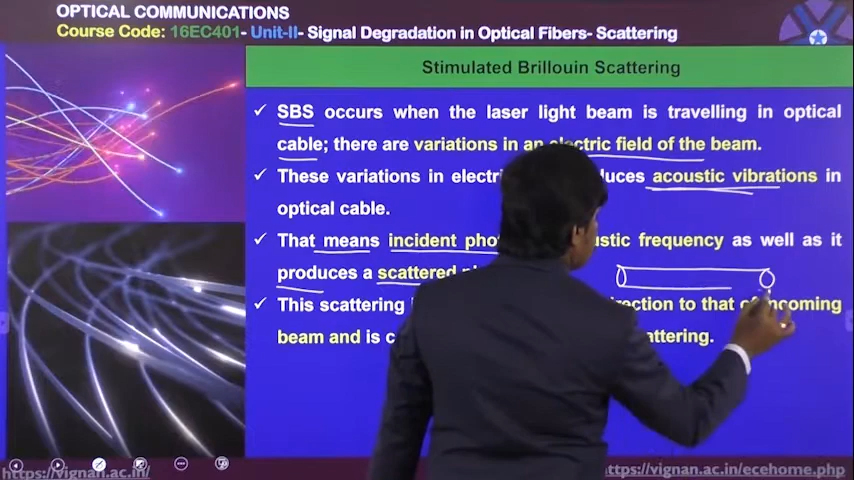 OPTICAL COMMUNICATIONS
Course Code: 16EC401- Unit-II- Signal Degradation in Optical Fibers- Scattering
Stimulated Brillouin Scattering
✓ SBS occurs when the laser light beam is travelling in optical
cable; there are variations in an electric field of the beam.
✓ These variations in electri duces acoustic vibrations in
optical cable.
✓ That means incident pho ustic frequency as well as it
produces a scattered
✓ This scattering rection to that of incoming
beam and is c attering.
https://vignan.ac.in/
https://vignan.ac.in/ecehome.php